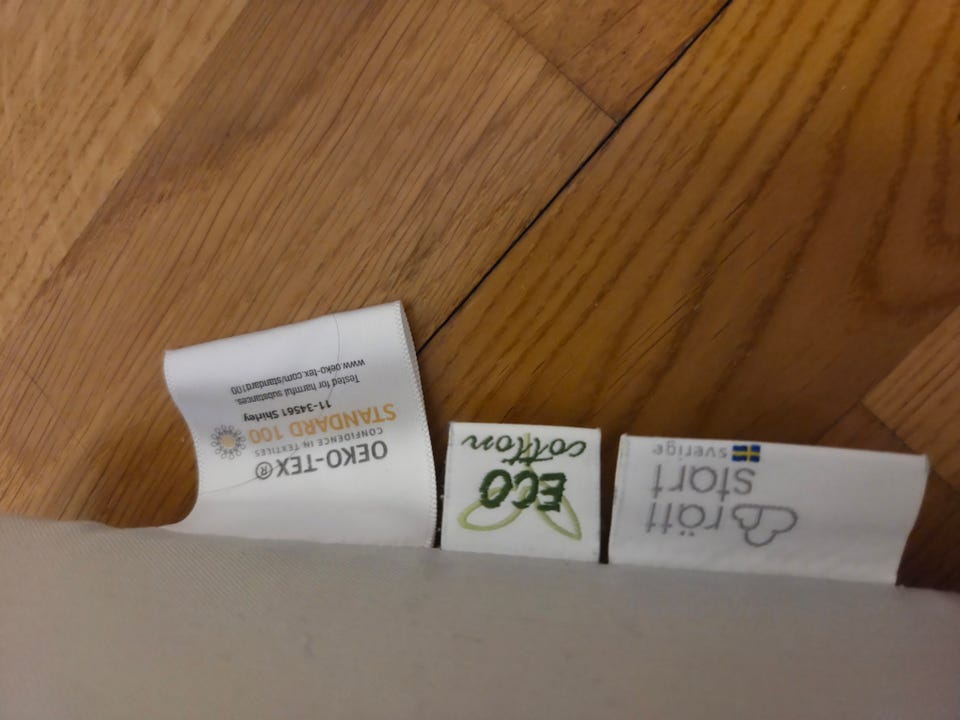 OEKO-TEX®
CONFIDENCE IN TEXTILES
STANDARD 100
11-34561 Shirley
Tested for harmful substances.
www.oeko-tex.com/standard100
ECO
cotton
rätt
start
sverige